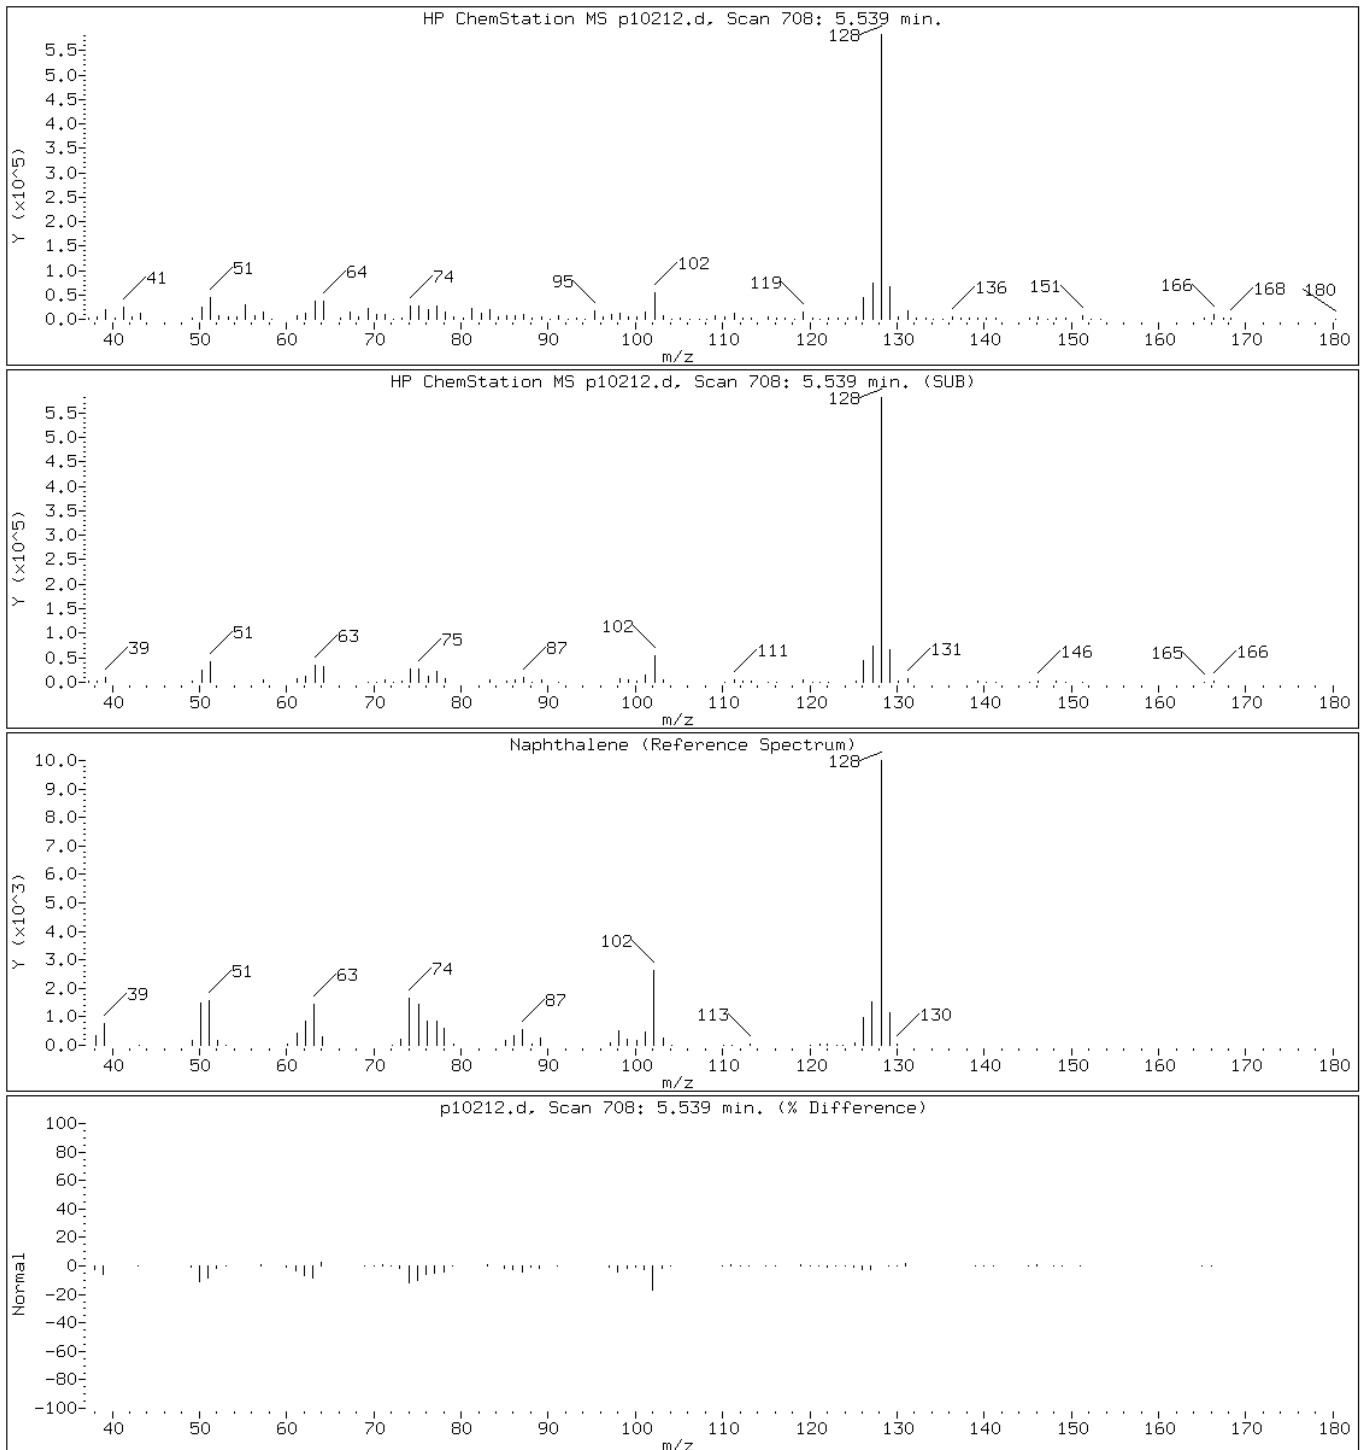 HP ChemStation MS p10212.d, Scan 708: 5.539 min.
128
5.5
5.0
4.5
4.0
3.5
3.0
2.5
2.0
1.5
1.0
0.5
0.0
Y (x10^5)
41 51 64 74 95 102 119 136 151 166 168 180
40 50 60 70 80 90 100 110 120 130 140 150 160 170 180
m/z
HP ChemStation MS p10212.d, Scan 708: 5.539 min. (SUB)
128
5.5
5.0
4.5
4.0
3.5
3.0
2.5
2.0
1.5
1.0
0.5
0.0
Y (x10^5)
39 51 63 75 87 102 111 131 146 165 166
40 50 60 70 80 90 100 110 120 130 140 150 160 170 180
m/z
Naphthalene (Reference Spectrum)
128
10.0
9.0
8.0
7.0
6.0
5.0
4.0
3.0
2.0
1.0
0.0
Y (x10^3)
39 51 63 74 87 102 113 130
40 50 60 70 80 90 100 110 120 130 140 150 160 170 180
m/z
p10212.d, Scan 708: 5.539 min. (% Difference)
100
80
60
40
20
0
-20
-40
-60
-80
-100
Normal
40 50 60 70 80 90 100 110 120 130 140 150 160 170 180
m/z